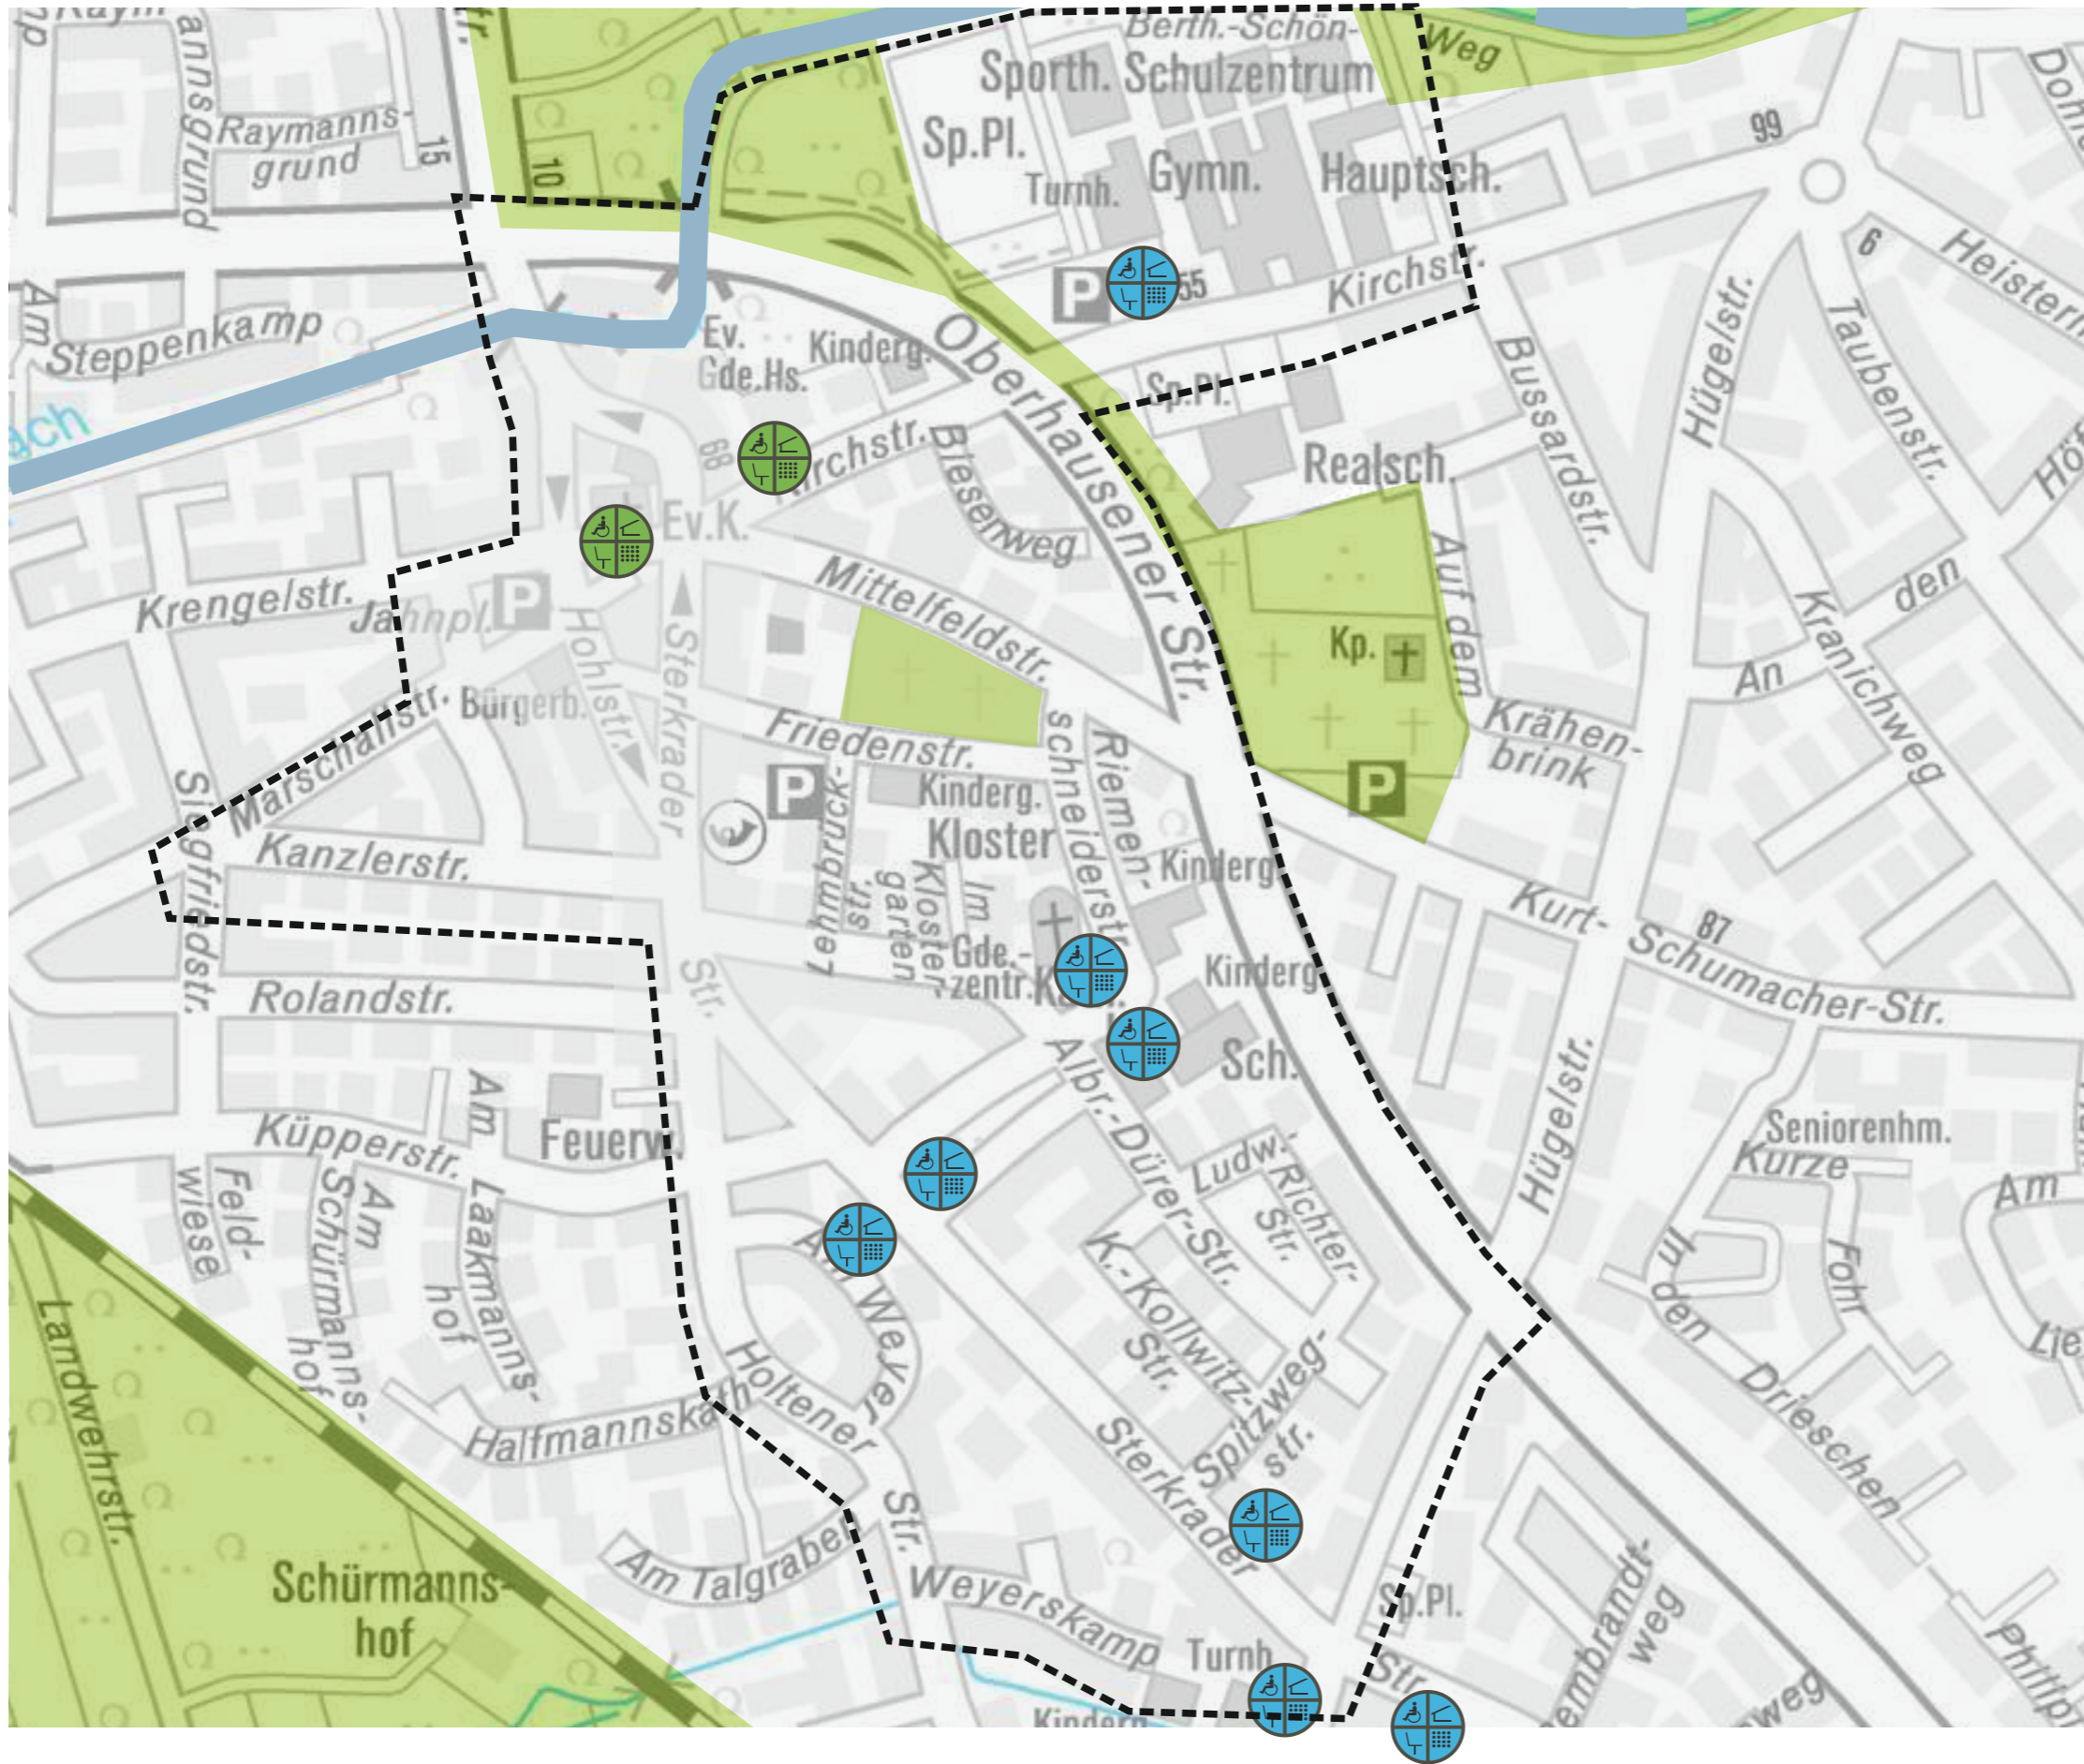 Raymanns-
grund
annsgrund
15
10
Berth.-Schön-
Weg
Sporth.
Schulzentrum
Sp.Pl.
Turnh.
Gymn.
Hauptsch.
99
6
Am
Steppenkamp
Ev.
Gde.Hs.
Kinderg.
P
55
Kirchstr.
Oberhausener Str.
Sp.Pl.
Realsch.
Bussardstr.
Hügelstr.
Taubenstr.
68
Biesenweg
Ev.K.
Krengelstr.
Jahnpl.
P
Hohlstr.
Sterkrader
Str.
Mittelfeldstr.
Auf dem
Krähen-
brink
Kp.
P
An
den
Kranichweg
Marschallstr.
Bürgerb.
Friedenstr.
P
Lehmbruck-
str.
Kinderg.
Kloster
Im
Kloster-
garten
Riemen-
schneiderstr.
Kinderg.
Siegfriedstr.
Kanzlerstr.
Gde.-
zentr.
Kinderg.
Kurt-
Schumacher-Str.
87
Rolandstr.
Sch.
Albr.-Dürer-Str.
Hügelstr.
Feuerw.
Küpperstr.
Feld-
wiese
Am
Schürmanns-
hof
Am
Laakmanns-
hof
Ludw.-
Richter-
Str.
Seniorenhm.
Kurze
Fohr
Am
In
den
Drieschen
Am Weyer
K.-Kollwitz-
Str.
Spitzweg-
str.
Landwehrstr.
Holtener
Str.
Halfmannskath
Am Talgraben
Sterkrader
Str.
Weyerskamp
Turnh.
Sp.Pl.
Schürmanns-
hof